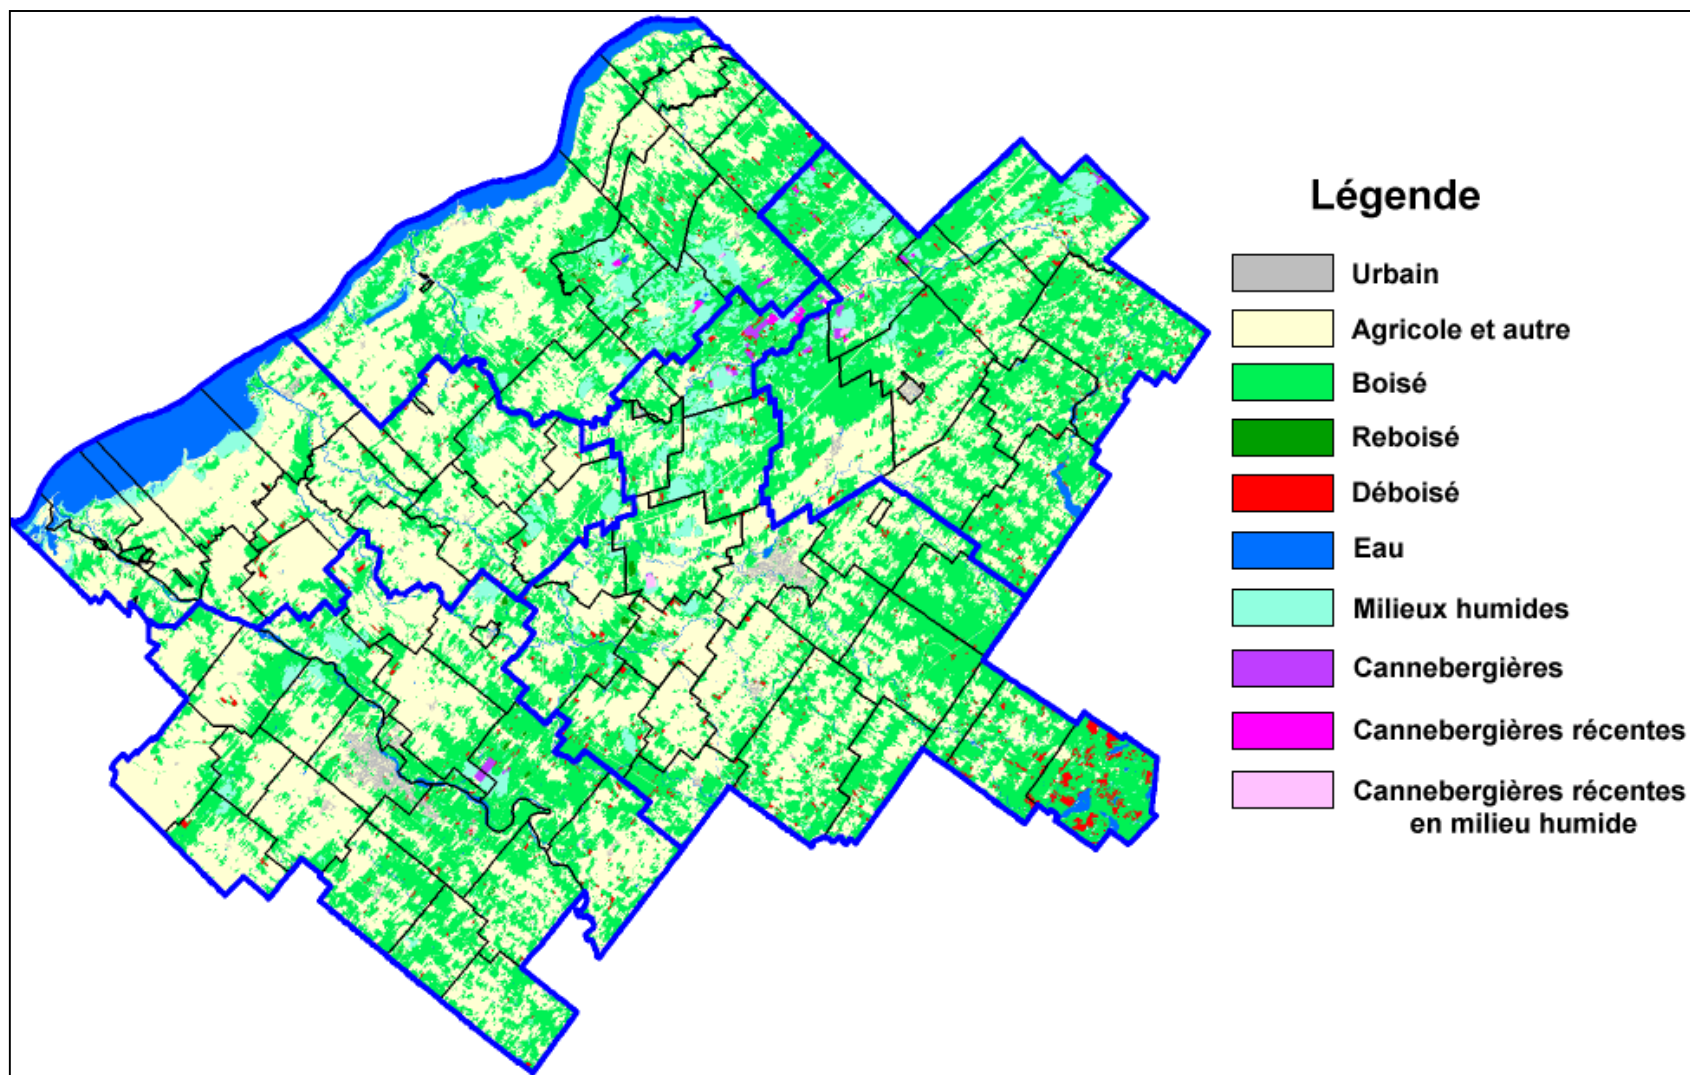 Légende
Urbain
Agricole et autre
Boisé
Reboisé
Déboisé
Eau
Milieux humides
Cannebergières
Cannebergières récentes
Cannebergières récentes
en milieu humide